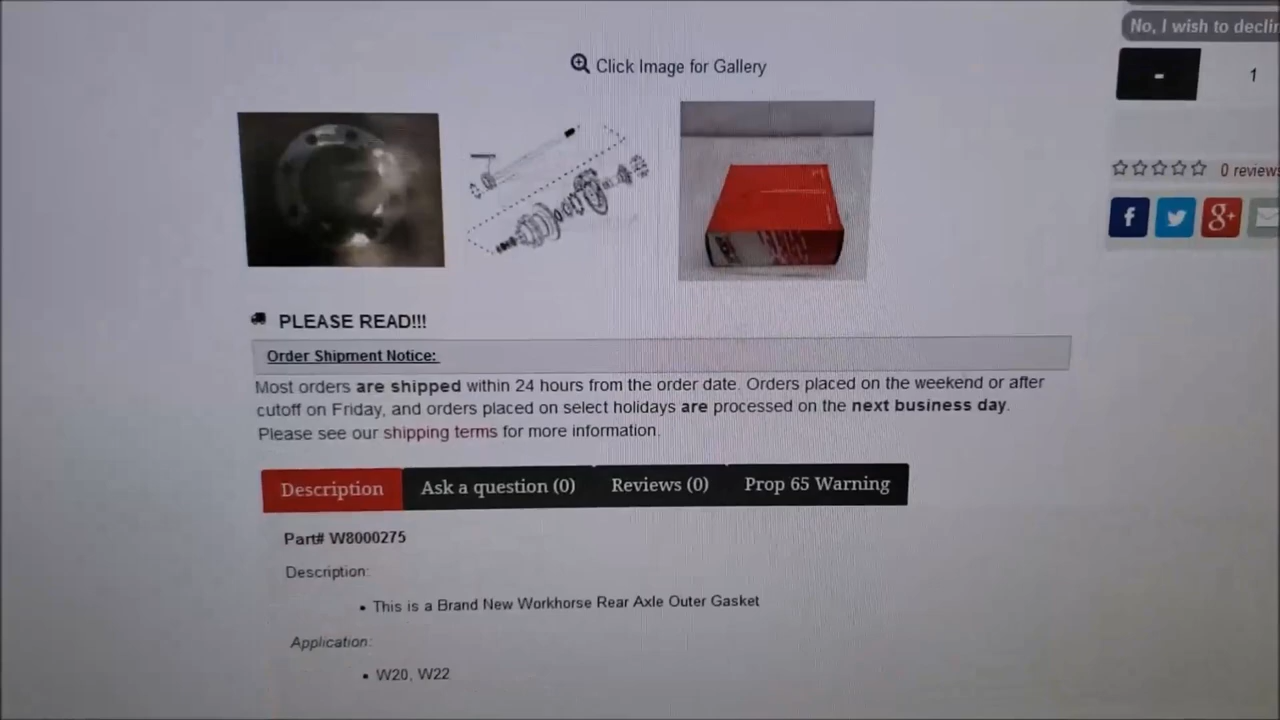 No, I wish to declin
Click Image for Gallery
-
1
0 reviews
f
g+
PLEASE READ!!!
Order Shipment Notice:
Most orders are shipped within 24 hours from the order date. Orders placed on the weekend or after
cutoff on Friday, and orders placed on select holidays are processed on the next business day.
Please see our shipping terms for more information.
Description
Ask a question (0)
Reviews (0)
Prop 65 Warning
Part# W8000275
Description:
• This is a Brand New Workhorse Rear Axle Outer Gasket
Application:
• W20, W22